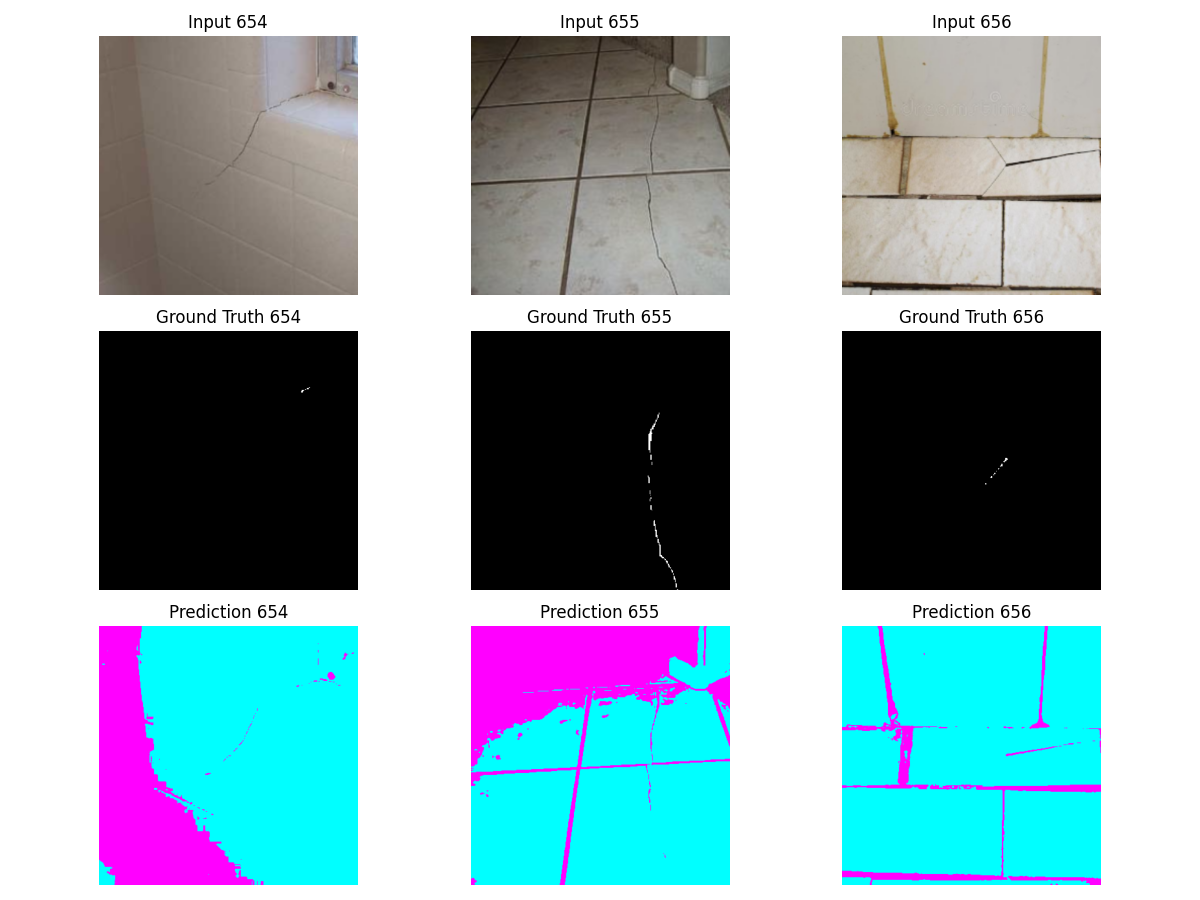 Input 654
Input 655
Input 656
Ground Truth 654
Ground Truth 655
Ground Truth 656
Prediction 654
Prediction 655
Prediction 656